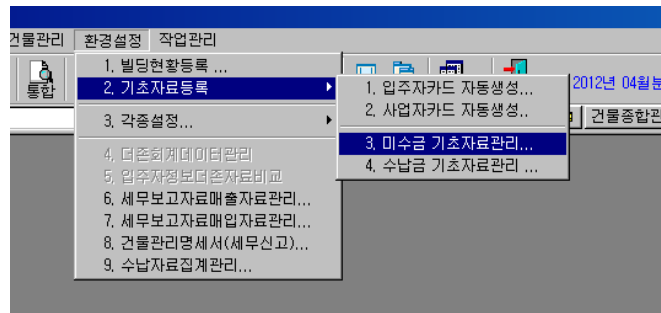 건물관리 환경설정 작업관리
통합
2012년 04월분
건물종합관
1. 빌딩현황등록 ...
2. 기초자료등록
3. 각종설정...
4. 더존회계데이터관리
5. 입주자정보더존자료비교
6. 세무보고자료매출자료관리...
7. 세무보고자료매입자료관리...
8. 건물관리명세서(세무신고)...
9. 수납자료집계관리...
1. 입주자카드 자동생성...
2. 사업자카드 자동생성..
3. 미수금 기초자료관리...
4. 수납금 기초자료관리 ...